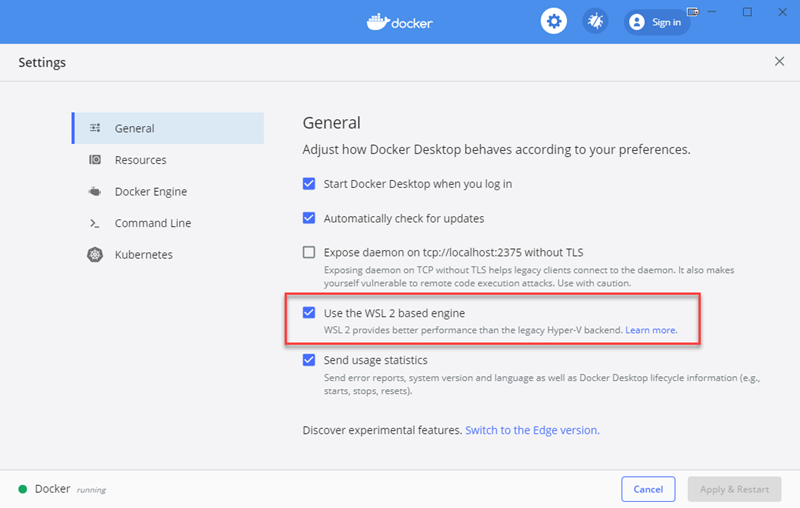 docker
Sign in
Settings
General
Resources
Docker Engine
Command Line
Kubernetes
General
Adjust how Docker Desktop behaves according to your preferences.
Start Docker Desktop when you log in
Automatically check for updates
Expose daemon on tcp://localhost:2375 without TLS
Exposing daemon on TCP without TLS helps legacy clients connect to the daemon. It also makes
yourself vulnerable to remote code execution attacks. Use with caution.
Use the WSL 2 based engine
WSL 2 provides better performance than the legacy Hyper-V backend. Learn more.
Send usage statistics
Send error reports, system version and language as well as Docker Desktop lifecycle information (e.g.,
starts, stops, resets).
Discover experimental features. Switch to the Edge version.
Docker running
Cancel
Apply & Restart